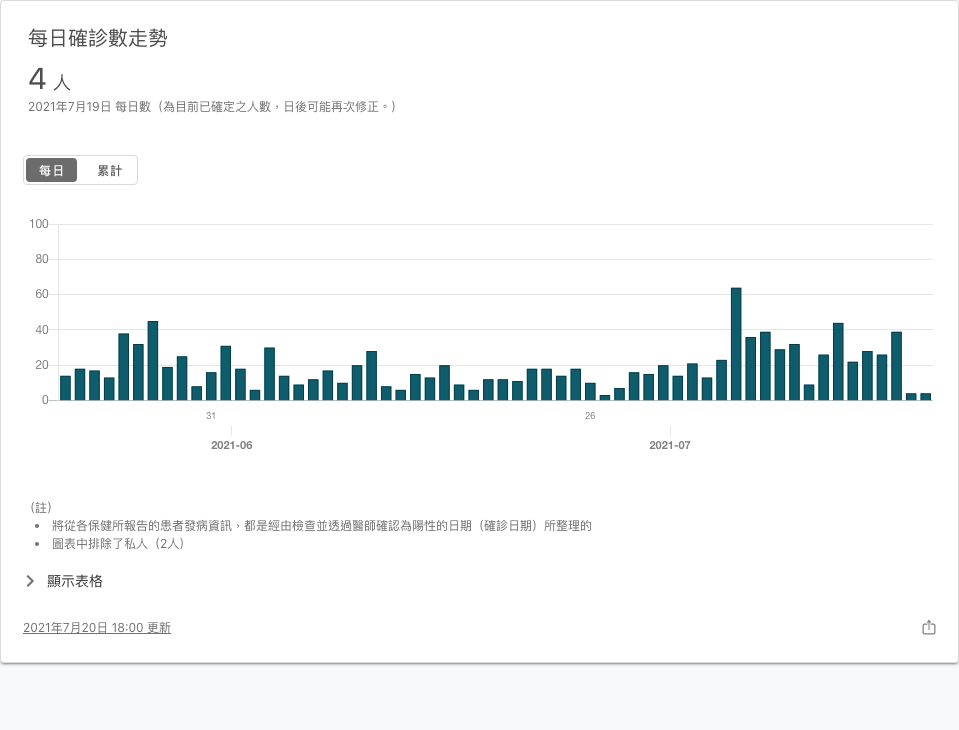 每日確診數走勢
4 人
2021年7月19日 每日數（為目前已確定之人數，日後可能再次修正。）
每日 累計
100
80
60
40
20
0
31 26
2021-06 2021-07
（註）
• 將從各保健所報告的患者發病資訊，都是經由檢查並透過醫師確認為陽性的日期（確診日期）所整理的
• 圖表中排除了私人（2人）
顯示表格
2021年7月20日 18:00 更新